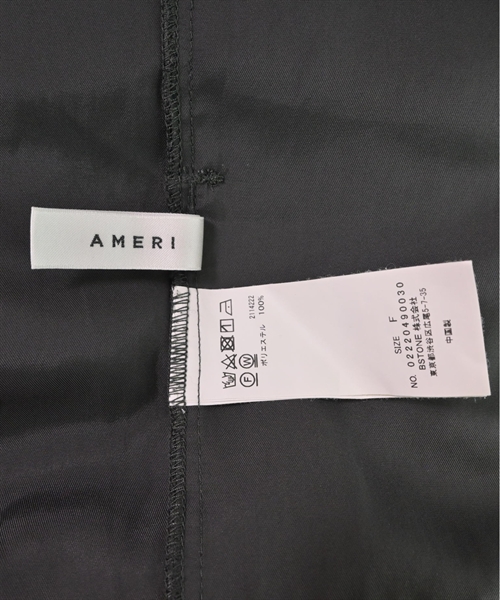 AMERI
2114222
ポリエステル 100%
SIZE F
NO. 02220490030
BSTONE 株式会社
東京都渋谷区広尾5-7-35
中国製